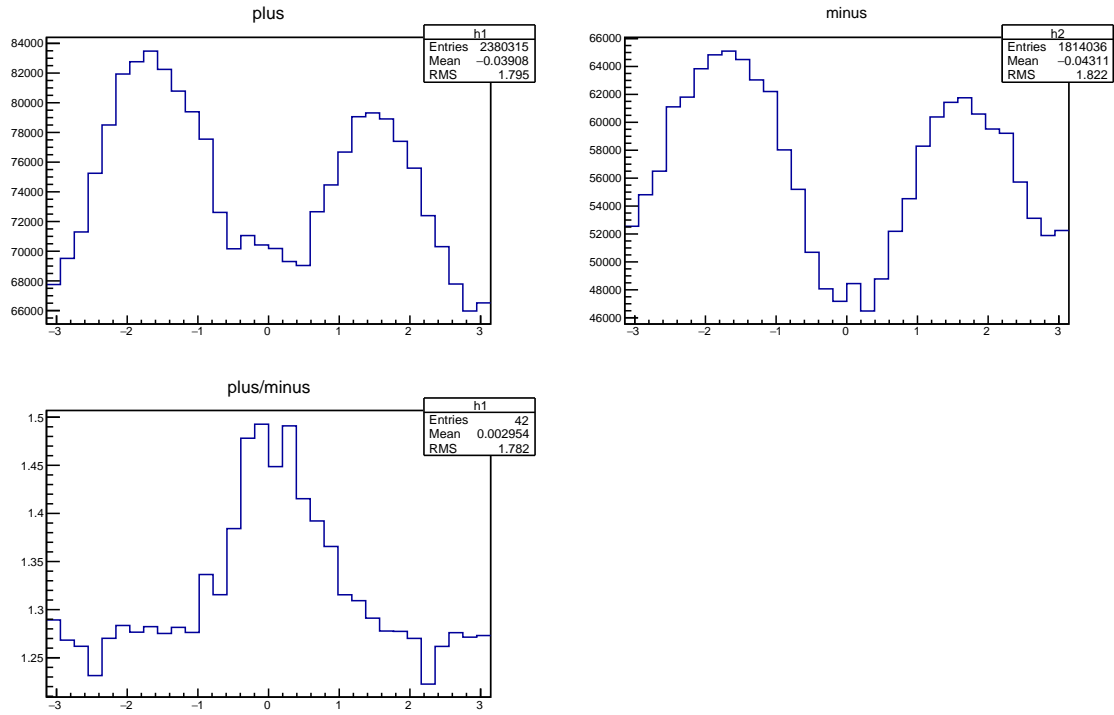 plus
h1
Entries 2380315
Mean −0.03908
RMS 1.795
84000
82000
80000
78000
76000
74000
72000
70000
68000
66000
−3 −2 −1 0 1 2 3
minus
h2
Entries 1814036
Mean −0.04311
RMS 1.822
66000
64000
62000
60000
58000
56000
54000
52000
50000
48000
46000
−3 −2 −1 0 1 2 3
plus/minus
h1
Entries 42
Mean 0.002954
RMS 1.782
1.5
1.45
1.4
1.35
1.3
1.25
−3 −2 −1 0 1 2 3